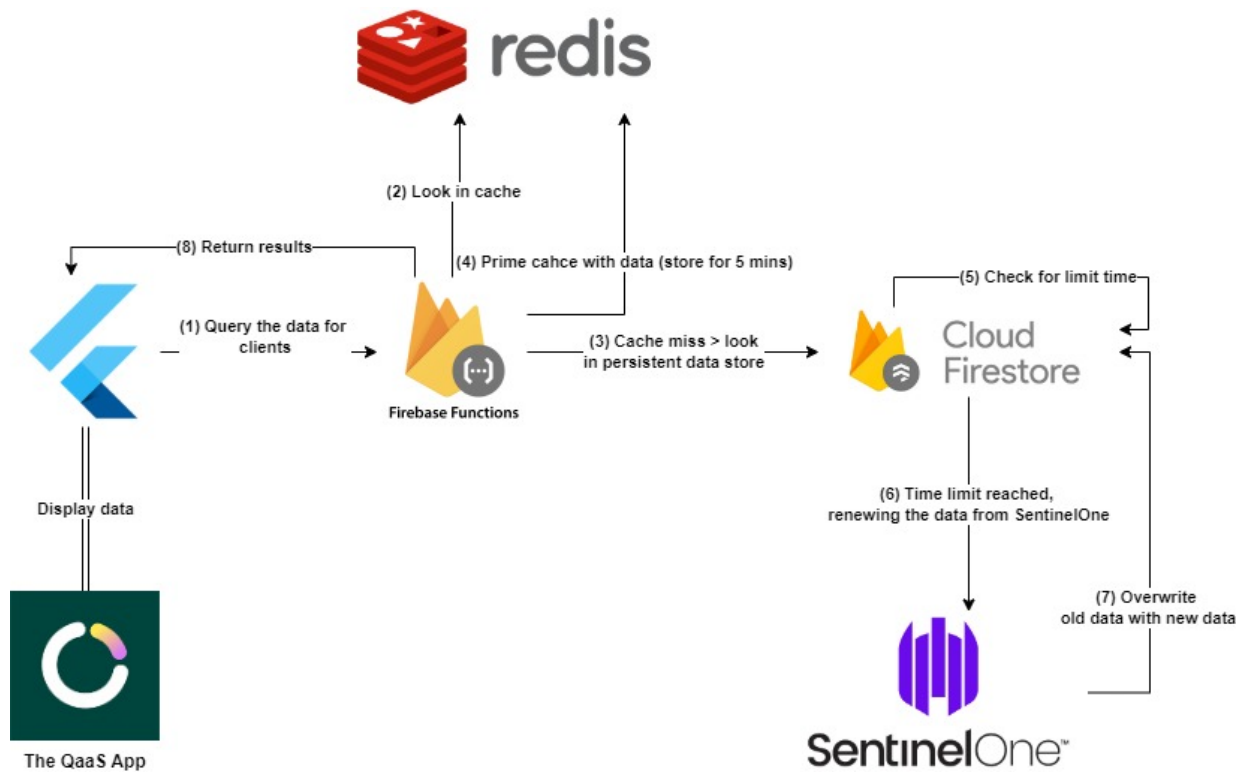 redis
(2) Look in cache
(8) Return results
(4) Prime cahce with data (store for 5 mins)
(5) Check for limit time
(1) Query the data for
clients
(3) Cache miss > look
in persistent data store
Cloud
Firestore
Firebase Functions
Display data
(6) Time limit reached,
renewing the data from SentinelOne
(7) Overwrite
old data with new data
The QaaS App
SentinelOne™